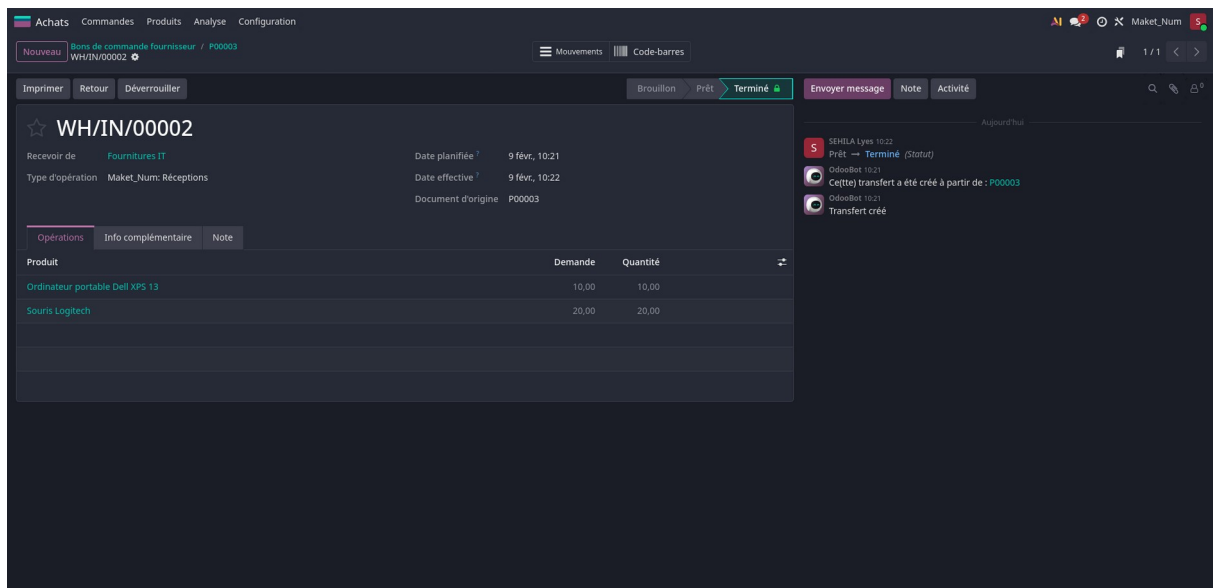 Achats Commandes Produits Analyse Configuration 2 Maket_Num S
Nouveau Bons de commande fournisseur / P00003
WH/IN/00002
Mouvements Code-barres 1 / 1
Imprimer Retour Déverrouiller Brouillon Prêt Terminé
Envoyer message Note Activité 0
WH/IN/00002
Recevoir de Fournitures IT
Type d'opération Maket_Num: Réceptions
Date planifiée ? 9 févr., 10:21
Date effective ? 9 févr., 10:22
Document d'origine P00003
Opérations Info complémentaire Note
Produit Demande Quantité
Ordinateur portable Dell XPS 13 10,00 10,00
Souris Logitech 20,00 20,00
Aujourd'hui
S
SEHILA Lyes 10:22
Prêt → Terminé (Statut)
OdooBot 10:21
Ce(tte) transfert a été créé à partir de : P00003
OdooBot 10:21
Transfert créé